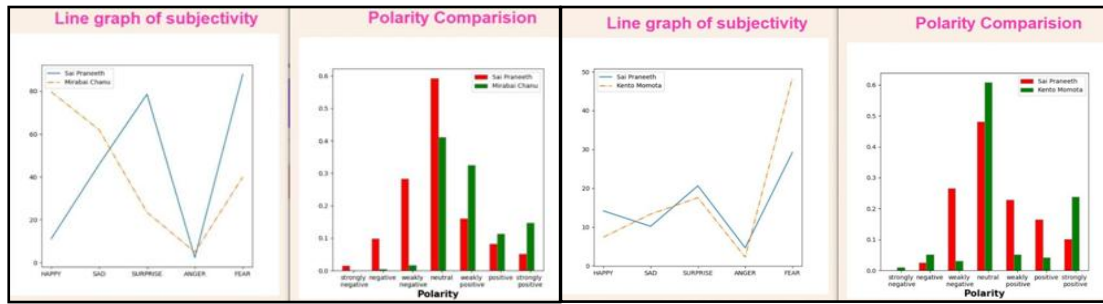 Line graph of subjectivity
Sai Praneeth
Mirabai Chanu
80
60
40
20
0
HAPPY SAD SURPRISE ANGER FEAR
Polarity Comparision
Sai Praneeth
Mirabai Chanu
0.6
0.5
0.4
0.3
0.2
0.1
0.0
strongly negative weakly neutral weakly positive strongly
negative negative positive positive
Polarity
Line graph of subjectivity
Sai Praneeth
Kento Momota
50
40
30
20
10
0
HAPPY SAD SURPRISE ANGER FEAR
Polarity Comparision
Sai Praneeth
Kento Momota
0.6
0.5
0.4
0.3
0.2
0.1
0.0
strongly negative weakly neutral weakly positive strongly
negative negative positive positive
Polarity